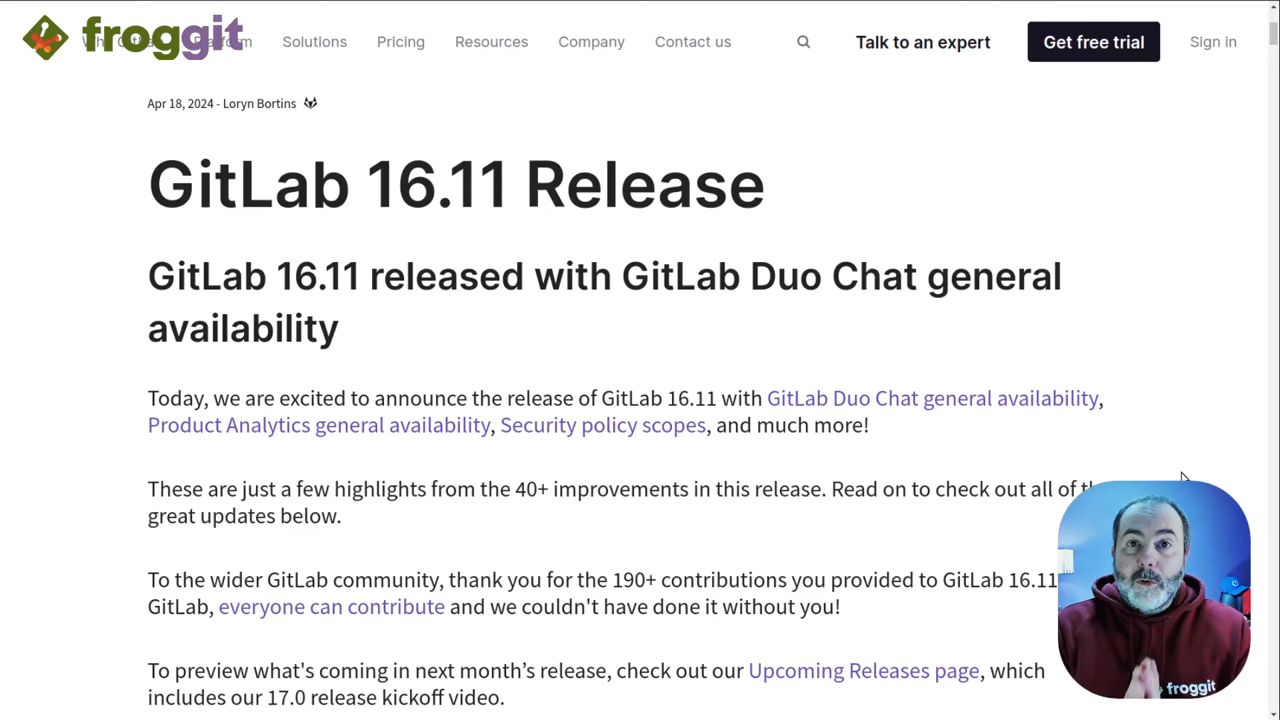 froggit
Solutions
Pricing
Resources
Company
Contact us
Talk to an expert
Get free trial
Sign in
Apr 18, 2024 - Loryn Bortins
GitLab 16.11 Release
GitLab 16.11 released with GitLab Duo Chat general
availability
Today, we are excited to announce the release of GitLab 16.11 with GitLab Duo Chat general availability,
Product Analytics general availability, Security policy scopes, and much more!
These are just a few highlights from the 40+ improvements in this release. Read on to check out all of
great updates below.
To the wider GitLab community, thank you for the 190+ contributions you provided to GitLab 16.11
GitLab, everyone can contribute and we couldn't have done it without you!
To preview what's coming in next month’s release, check out our Upcoming Releases page, which
includes our 17.0 release kickoff video.
froggit